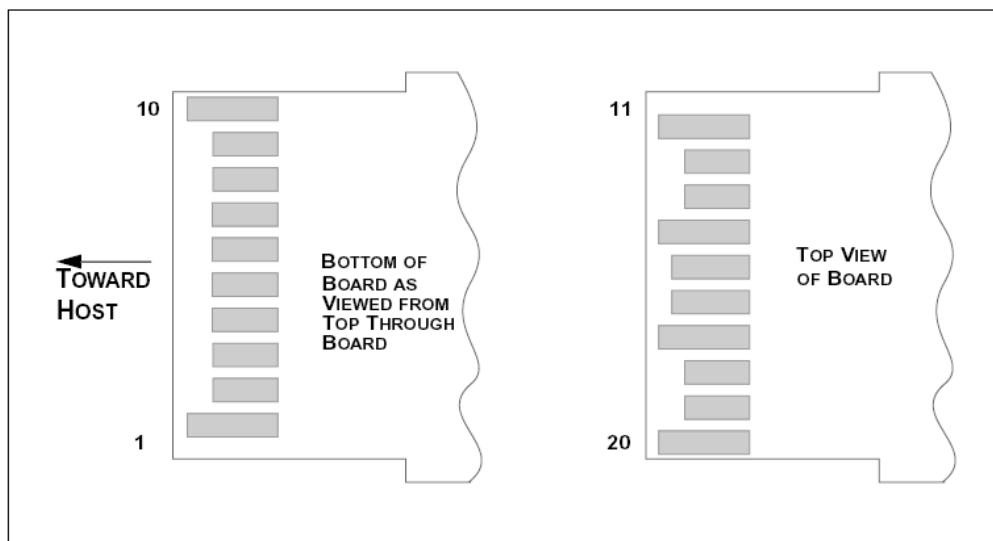 10
TOWARD
HOST
1
BOTTOM OF
BOARD AS
VIEWED FROM
TOP THROUGH
BOARD
11
20
TOP VIEW
OF BOARD